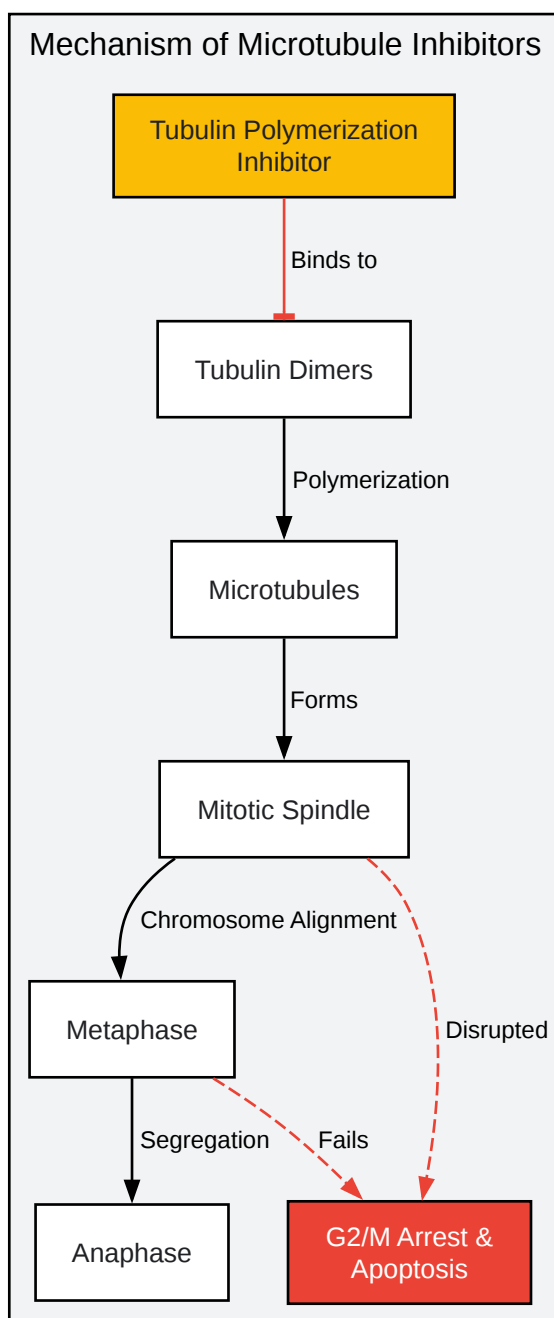 Mechanism of Microtubule Inhibitors
Tubulin Polymerization
Inhibitor
Binds to
Tubulin Dimers
Polymerization
Microtubules
Forms
Mitotic Spindle
Chromosome Alignment
Metaphase
Disrupted
Segregation
Fails
Anaphase
G2/M Arrest &
Apoptosis